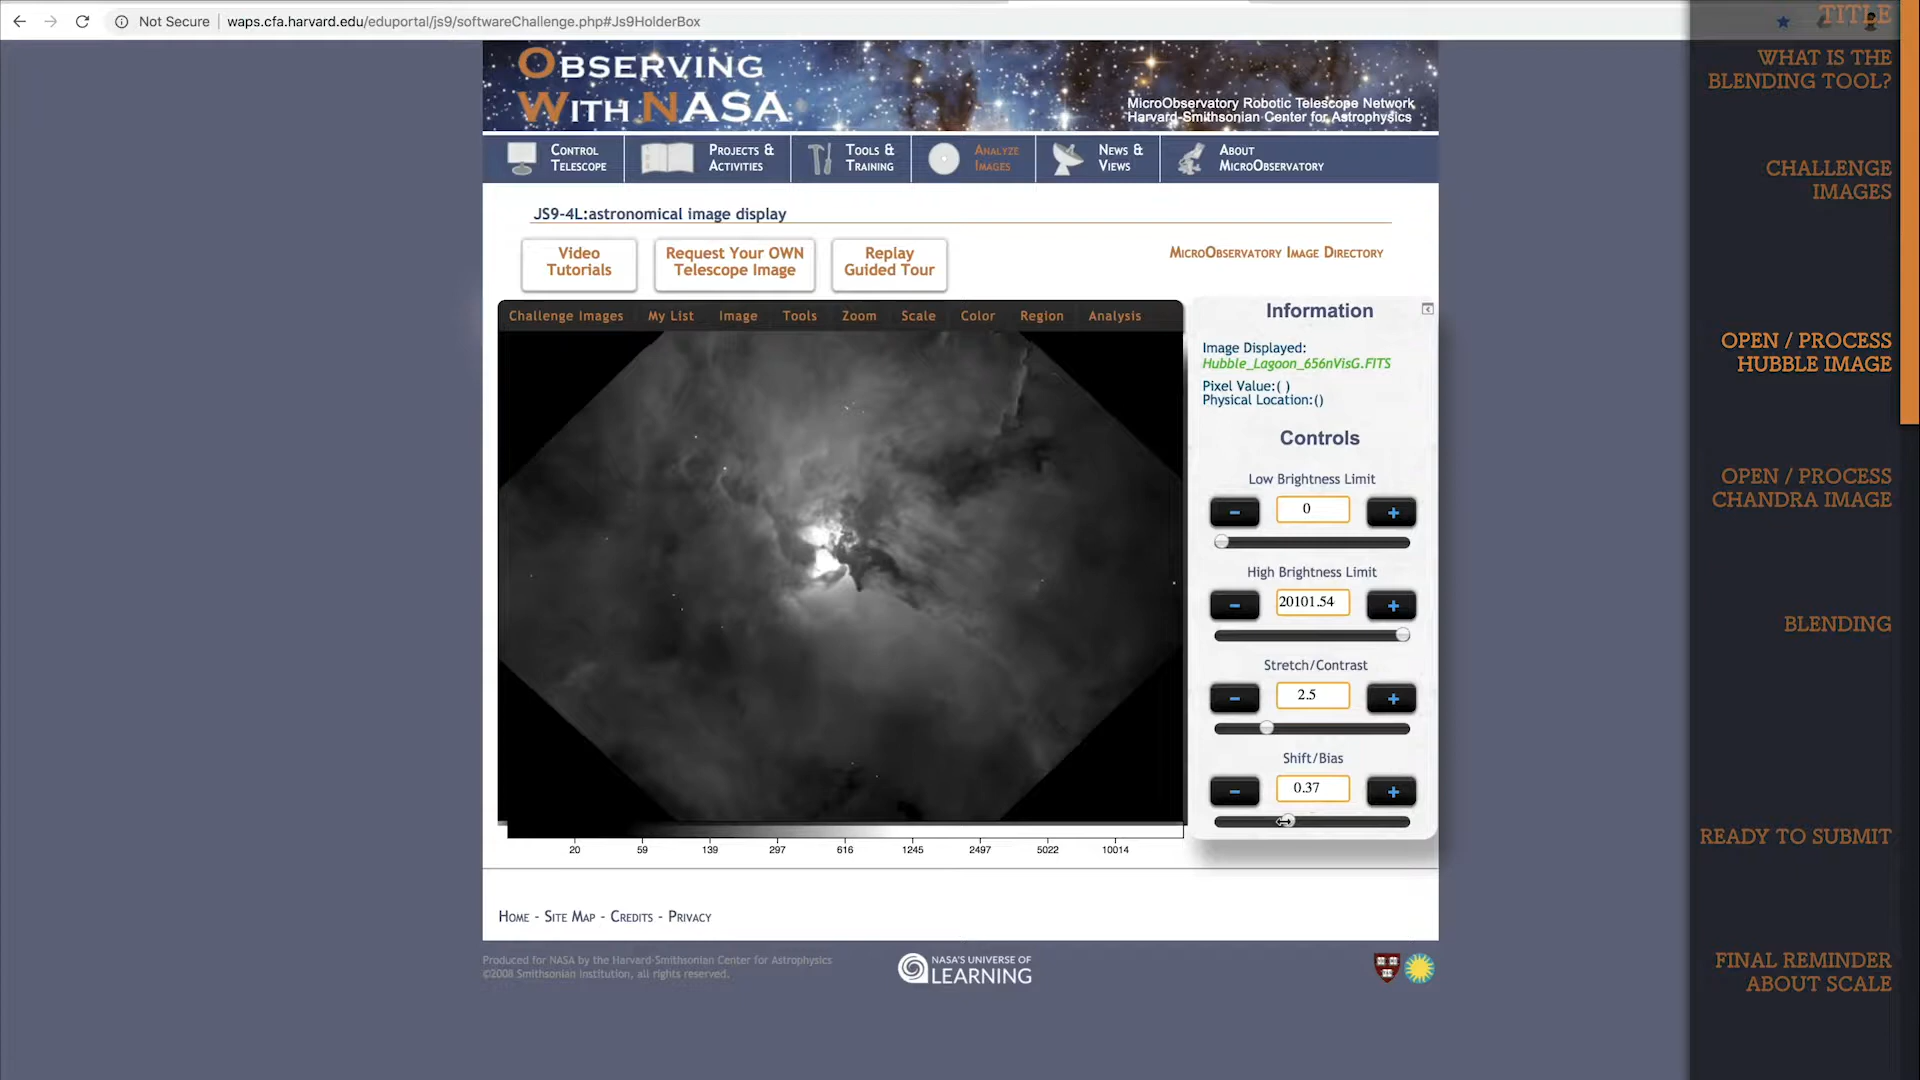 Not Secure
waps.cfa.harvard.edu/eduportal/js9/softwareChallenge.php#Js9HolderBox
OBSERVING
WITH NASA
MicroObservatory Robotic Telescope Network
Harvard-Smithsonian Center for Astrophysics
CONTROL
TELESCOPE
PROJECTS &
ACTIVITIES
TOOLS &
TRAINING
ANALYZE
IMAGES
NEWS &
VIEWS
ABOUT
MICROOBSERVATORY
JS9-4L:astronomical image display
Video
Tutorials
Request Your OWN
Telescope Image
Replay
Guided Tour
MICROOBSERVATORY IMAGE DIRECTORY
Challenge Images
My List
Image
Tools
Zoom
Scale
Color
Region
Analysis
Information
Image Displayed:
Hubble_Lagoon_656nVisG.FITS
Pixel Value:( )
Physical Location:()
Controls
Low Brightness Limit
- 0 +
High Brightness Limit
- 20101.54 +
Stretch/Contrast
- 2.5 +
Shift/Bias
- 0.37 +
20 59 139 297 616 1245 2497 5022 10014
HOME - SITE MAP - CREDITS - PRIVACY
Produced for NASA by the Harvard-Smithsonian Center for Astrophysics
©2008 Smithsonian Institution, all rights reserved.
NASA'S UNIVERSE OF
LEARNING
TITLE
WHAT IS THE
BLENDING TOOL?
CHALLENGE
IMAGES
OPEN / PROCESS
HUBBLE IMAGE
OPEN / PROCESS
CHANDRA IMAGE
BLENDING
READY TO SUBMIT
FINAL REMINDER
ABOUT SCALE